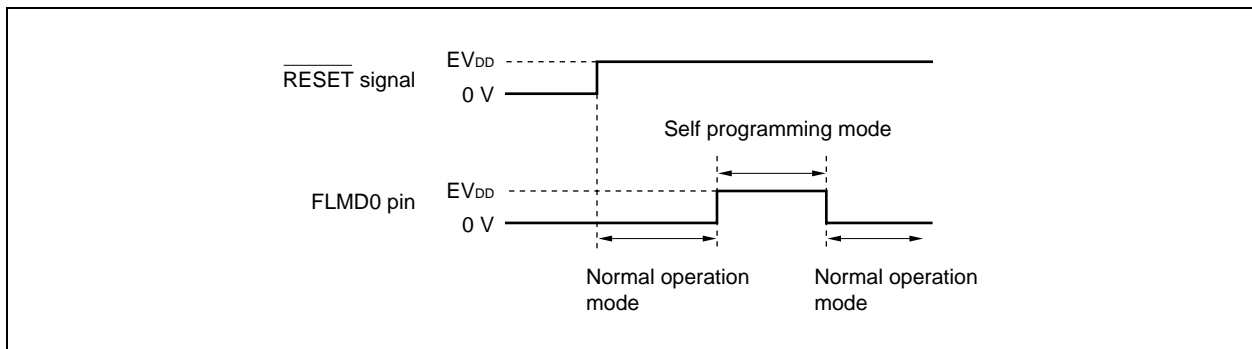 EVDD
RESET signal
0 V
Self programming mode
EVDD
FLMD0 pin
0 V
Normal operation
mode
Normal operation
mode